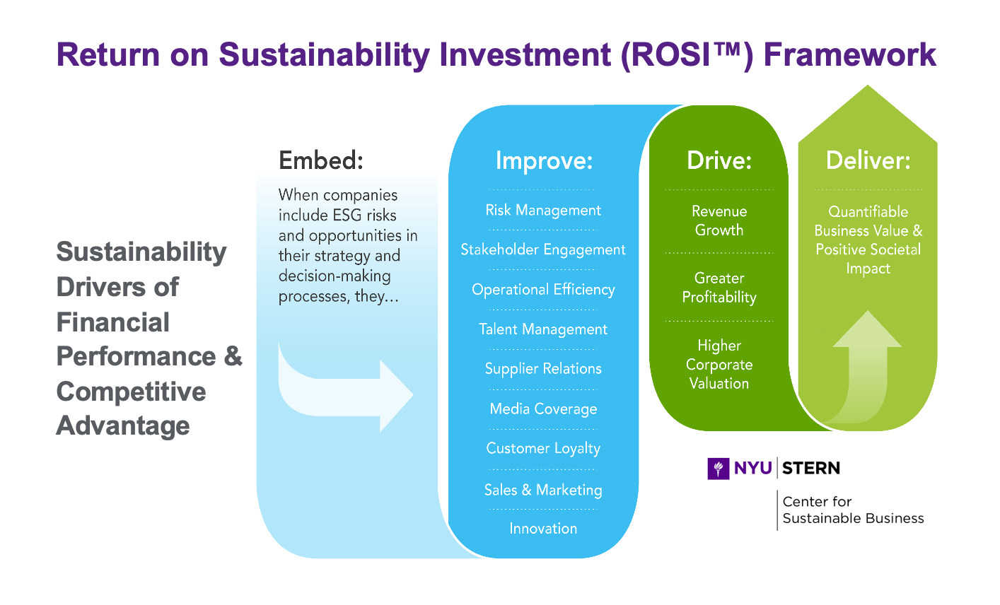 Return on Sustainability Investment (ROSI™) Framework
Sustainability
Drivers of
Financial
Performance &
Competitive
Advantage
Embed:
When companies
include ESG risks
and opportunities in
their strategy and
decision-making
processes, they...
Improve:
Risk Management
Stakeholder Engagement
Operational Efficiency
Talent Management
Supplier Relations
Media Coverage
Customer Loyalty
Sales & Marketing
Innovation
Drive:
Revenue
Growth
Greater
Profitability
Higher
Corporate
Valuation
Deliver:
Quantifiable
Business Value &
Positive Societal
Impact
NYU STERN
Center for
Sustainable Business